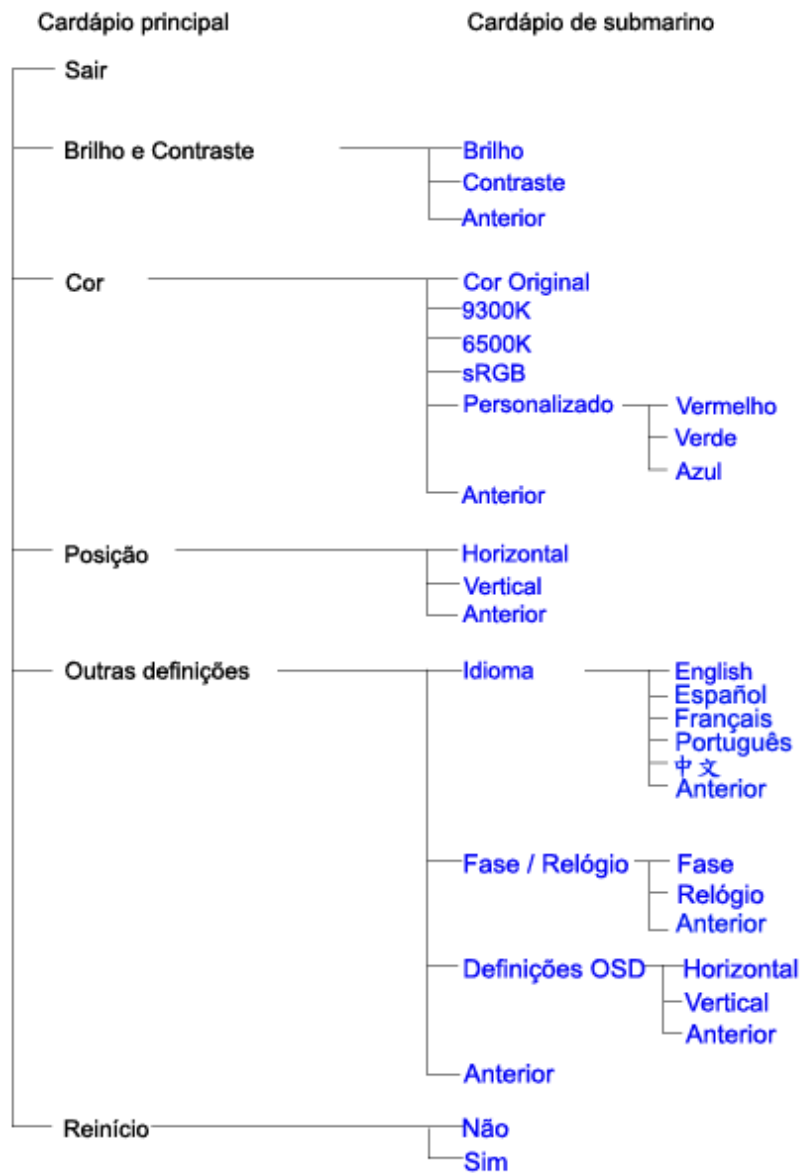 Cardápio principal Cardápio de submarino
Sair
Brilho e Contraste Brilho
Contraste
Anterior
Cor Cor Original
9300K
6500K
sRGB
Personalizado Vermelho
Verde
Azul
Anterior
Posição Horizontal
Vertical
Anterior
Outras definições Idioma English
Español
Français
Português
中文
Anterior
Fase / Relógio Fase
Relógio
Anterior
Definições OSD Horizontal
Vertical
Anterior
Anterior
Reinício Não
Sim